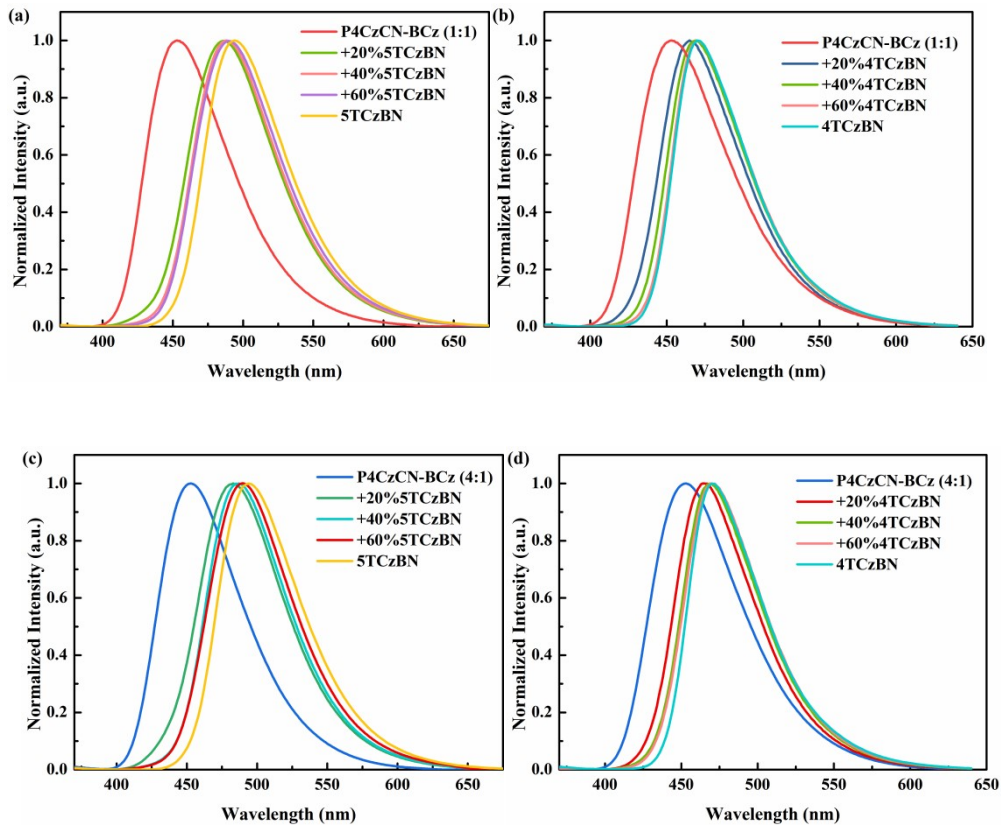 (a)
P4CzCN-BCz (1:1)
+20%5TCzBN
+40%5TCzBN
+60%5TCzBN
5TCzBN
Normalized Intensity (a.u.)
1.0
0.8
0.6
0.4
0.2
0.0
400 450 500 550 600 650
Wavelength (nm)
(b)
P4CzCN-BCz (1:1)
+20%4TCzBN
+40%4TCzBN
+60%4TCzBN
4TCzBN
Normalized Intensity (a.u.)
1.0
0.8
0.6
0.4
0.2
0.0
400 450 500 550 600 650
Wavelength (nm)
(c)
P4CzCN-BCz (4:1)
+20%5TCzBN
+40%5TCzBN
+60%5TCzBN
5TCzBN
Normalized Intensity (a.u.)
1.0
0.8
0.6
0.4
0.2
0.0
400 450 500 550 600 650
Wavelength (nm)
(d)
P4CzCN-BCz (4:1)
+20%4TCzBN
+40%4TCzBN
+60%4TCzBN
4TCzBN
Normalized Intensity (a.u.)
1.0
0.8
0.6
0.4
0.2
0.0
400 450 500 550 600 650
Wavelength (nm)